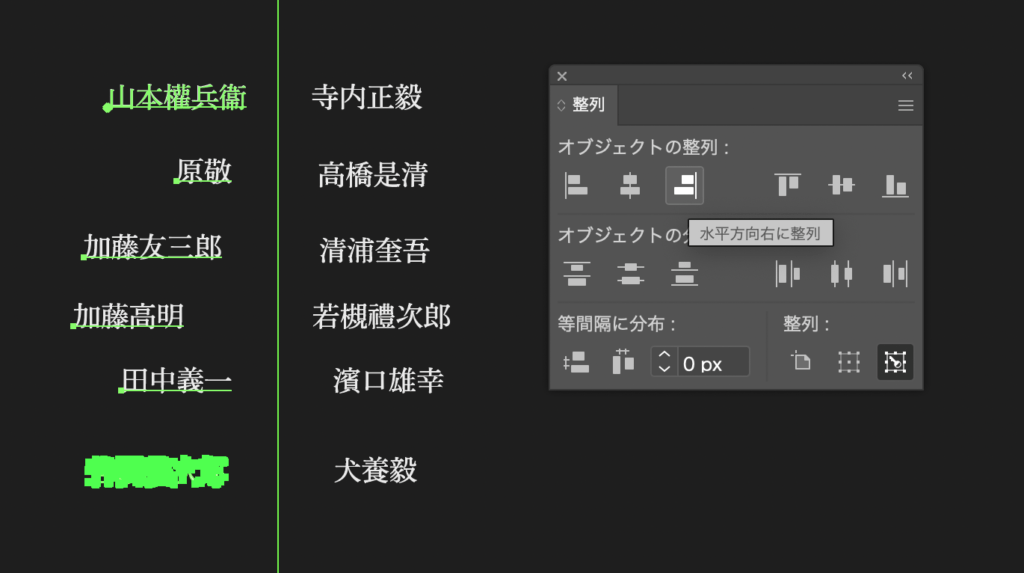 山本權兵衞
原敬
加藤友三郎
加藤高明
田中義一
寺内正毅
高橋是清
清浦奎吾
若槻禮次郎
濱口雄幸
犬養毅
整列
オブジェクトの整列：
オブジェクトの
水平方向右に整列
等間隔に分布：
整列：
0 px